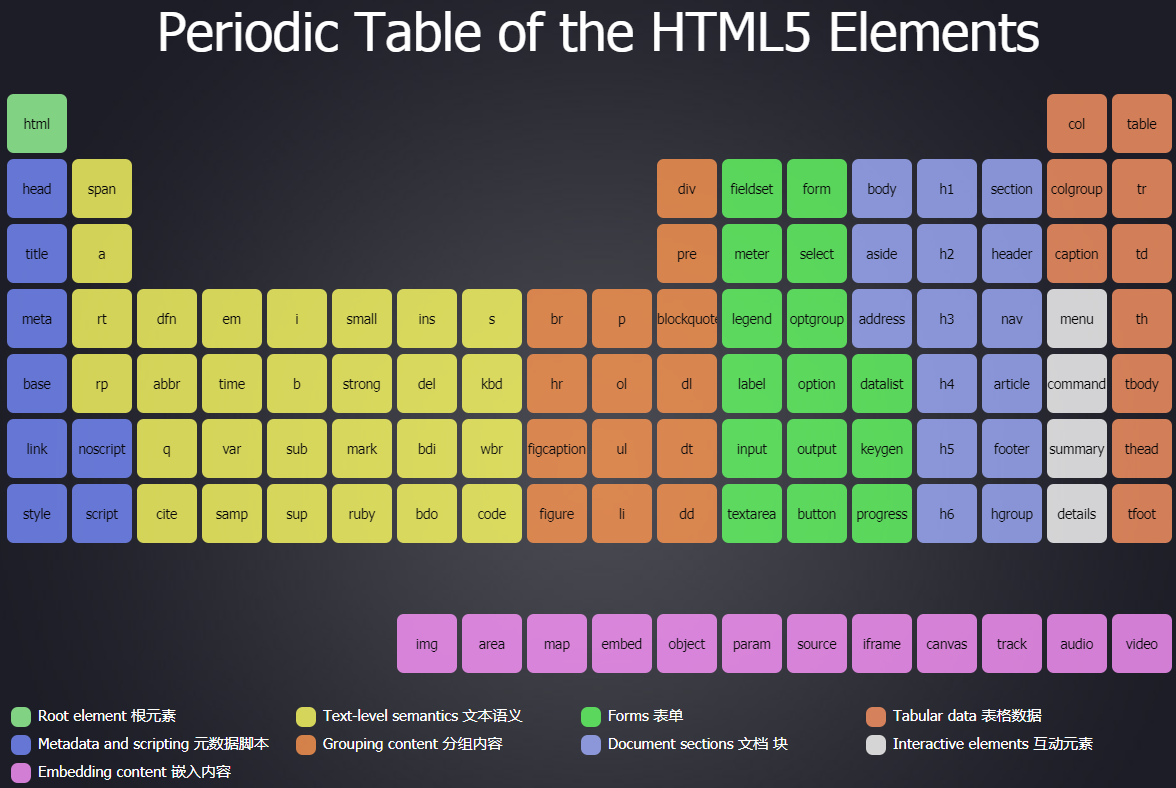 Periodic Table of the HTML5 Elements
html col table
head span div fieldset form body h1 section colgroup tr
title a pre meter select aside h2 header caption td
meta rt dfn em i small ins s br p blockquote legend optgroup address h3 nav menu th
base rp abbr time b strong del kbd hr ol dl label option datalist h4 article command tbody
link noscript q var sub mark bdi wbr figcaption ul dt input output keygen h5 footer summary thead
style script cite samp sup ruby bdo code figure li dd textarea button progress h6 hgroup details tfoot
img area map embed object param source iframe canvas track audio video
Root element 根元素 Text-level semantics 文本语义 Forms 表单 Tabular data 表格数据
Metadata and scripting 元数据脚本 Grouping content 分组内容 Document sections 文档 块 Interactive elements 互动元素
Embedding content 嵌入内容